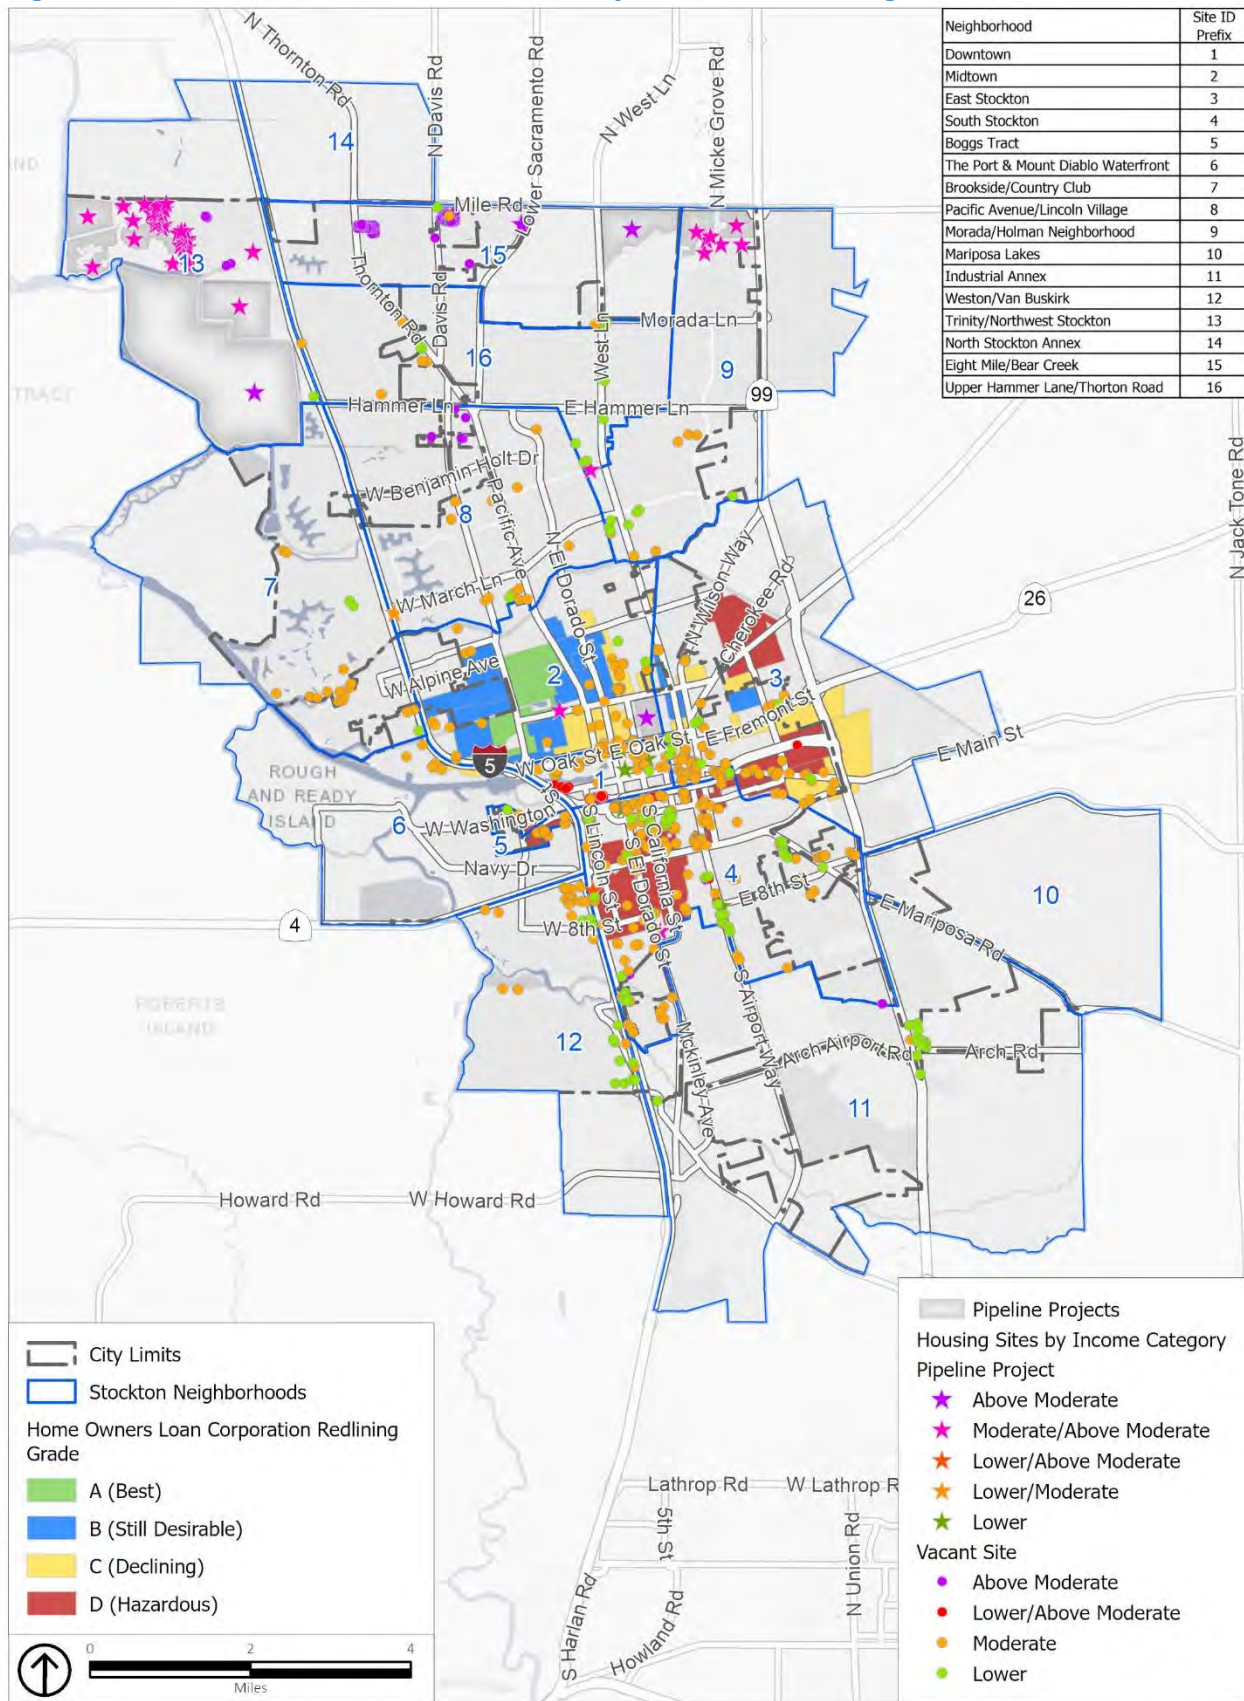 Neighborhood Site ID Prefix
Downtown 1
Midtown 2
East Stockton 3
South Stockton 4
Boggs Tract 5
The Port & Mount Diablo Waterfront 6
Brookside/Country Club 7
Pacific Avenue/Lincoln Village 8
Morada/Holman Neighborhood 9
Mariposa Lakes 10
Industrial Annex 11
Weston/Van Buskirk 12
Trinity/Northwest Stockton 13
North Stockton Annex 14
Eight Mile/Bear Creek 15
Upper Hammer Lane/Thorton Road 16
N Thornton Rd
N Davis Rd
Lower Sacramento Rd
N West Ln
N Micke Grove Rd
14
Mile Rd
13
15
Thornton Rd
Davis Rd
West Ln
Morada Ln
16
9
TRACT
Hammer Ln
E Hammer Ln
99
W Benjamin Holt Dr
Pacific Ave
8
N El Dorado St
N Jack Tone Rd
7
W March Ln
N Wilson Way
Cherokee Rd
26
W Alpine Ave
2
3
E Fremont St
W Oak St
E Oak St
E Main St
5
ROUGH
AND READY
ISLAND
1
6
W Washington St
5
S Lincoln St
S El Dorado St
S California St
Navy Dr
4
E 8th St
10
4
W 8th St
E Mariposa Rd
ROBERTS
ISLAND
12
S Airport Way
Mckinley Ave
Arch Airport Rd
Arch Rd
11
Howard Rd
W Howard Rd
Lathrop Rd
W Lathrop R
5th St
N Union Rd
S Harlan Rd
Howland Rd
City Limits
Stockton Neighborhoods
Home Owners Loan Corporation Redlining
Grade
A (Best)
B (Still Desirable)
C (Declining)
D (Hazardous)
0 2 4
Miles
Pipeline Projects
Housing Sites by Income Category
Pipeline Project
Above Moderate
Moderate/Above Moderate
Lower/Above Moderate
Lower/Moderate
Lower
Vacant Site
Above Moderate
Lower/Above Moderate
Moderate
Lower